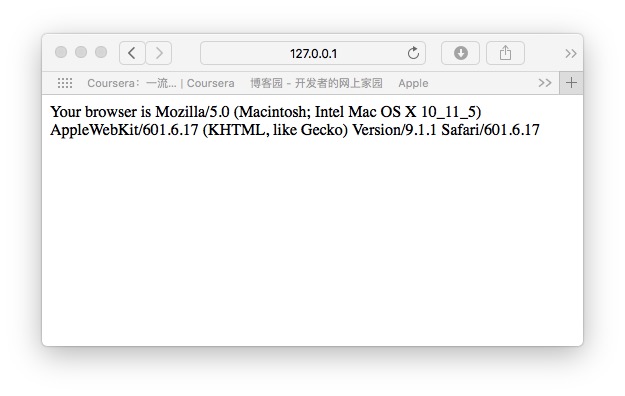 127.0.0.1
Coursera：一流... | Coursera 博客园 - 开发者的网上家园 Apple
Your browser is Mozilla/5.0 (Macintosh; Intel Mac OS X 10_11_5)
AppleWebKit/601.6.17 (KHTML, like Gecko) Version/9.1.1 Safari/601.6.17